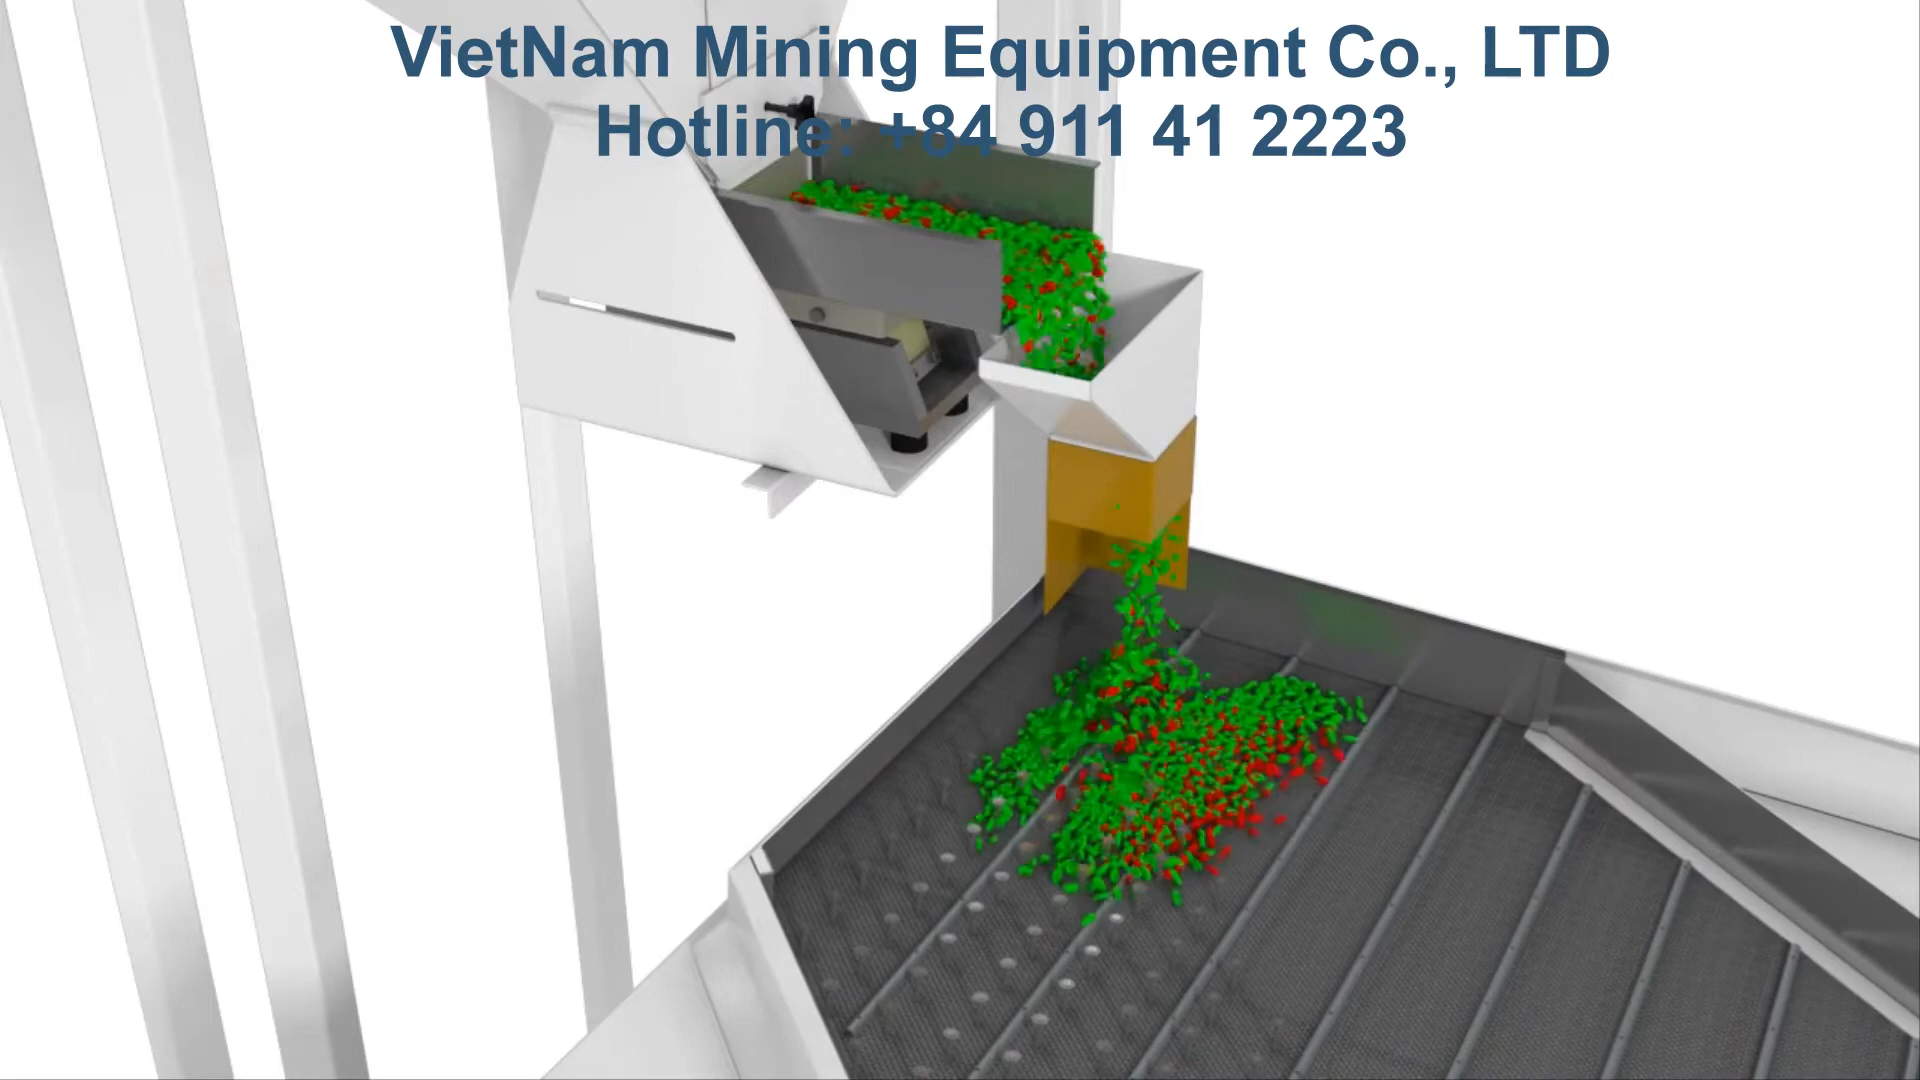 VietNam Mining Equipment Co., LTD
Hotline: +84 911 41 2223